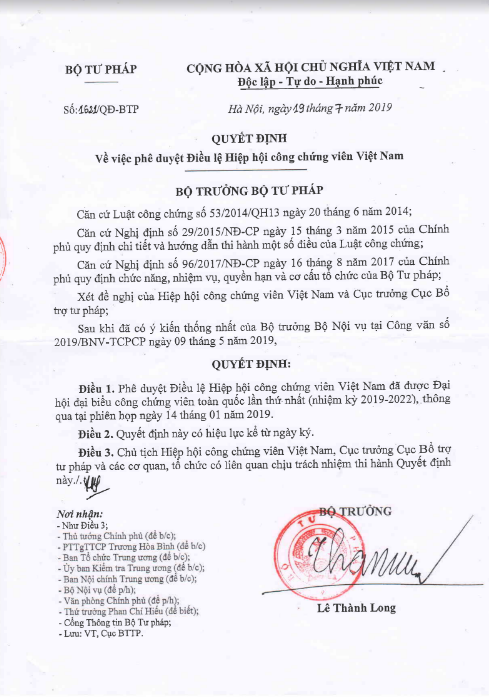 BỘ TƯ PHÁP
CỘNG HÒA XÃ HỘI CHỦ NGHĨA VIỆT NAM
Độc lập - Tự do - Hạnh phúc
Số: /QĐ-BTP
Hà Nội, ngày 19 tháng 7 năm 2019
QUYẾT ĐỊNH
Về việc phê duyệt Điều lệ Hiệp hội công chứng viên Việt Nam
BỘ TRƯỞNG BỘ TƯ PHÁP
Căn cứ Luật công chứng số 53/2014/QH13 ngày 20 tháng 6 năm 2014;
Căn cứ Nghị định số 29/2015/NĐ-CP ngày 15 tháng 3 năm 2015 của Chính
phủ quy định chi tiết và hướng dẫn thi hành một số điều của Luật công chứng;
Căn cứ Nghị định số 96/2017/NĐ-CP ngày 16 tháng 8 năm 2017 của Chính
phủ quy định chức năng, nhiệm vụ, quyền hạn và cơ cấu tổ chức của Bộ Tư pháp;
Xét đề nghị của Hiệp hội công chứng viên Việt Nam và Cục trưởng Cục Bổ
trợ tư pháp;
Sau khi đã có ý kiến thống nhất của Bộ trưởng Bộ Nội vụ tại Công văn số
2019/BNV-TCPCP ngày 09 tháng 5 năm 2019,
QUYẾT ĐỊNH:
Điều 1. Phê duyệt Điều lệ Hiệp hội công chứng viên Việt Nam đã được Đại
hội đại biểu công chứng viên toàn quốc lần thứ nhất (nhiệm kỳ 2019-2022), thông
qua tại phiên họp ngày 14 tháng 01 năm 2019.
Điều 2. Quyết định này có hiệu lực kể từ ngày ký.
Điều 3. Chủ tịch Hiệp hội công chứng viên Việt Nam, Cục trưởng Cục Bổ trợ
tư pháp và các cơ quan, tổ chức có liên quan chịu trách nhiệm thi hành Quyết định
này./.
Nơi nhận:
- Như Điều 3;
- Thủ tướng Chính phủ (để b/c);
- PTTgTTCP Trương Hòa Bình (để b/c)
- Ban Tổ chức Trung ương (để b/c);
- Ủy ban Kiểm tra Trung ương (để b/c);
- Ban Nội chính Trung ương (để b/c);
- Bộ Nội vụ (để p/h);
- Văn phòng Chính phủ (để p/h);
- Thứ trưởng Phan Chí Hiếu (để biết);
- Cổng Thông tin Bộ Tư pháp;
- Lưu: VT, Cục BTTP.
BỘ TRƯỞNG
Lê Thành Long